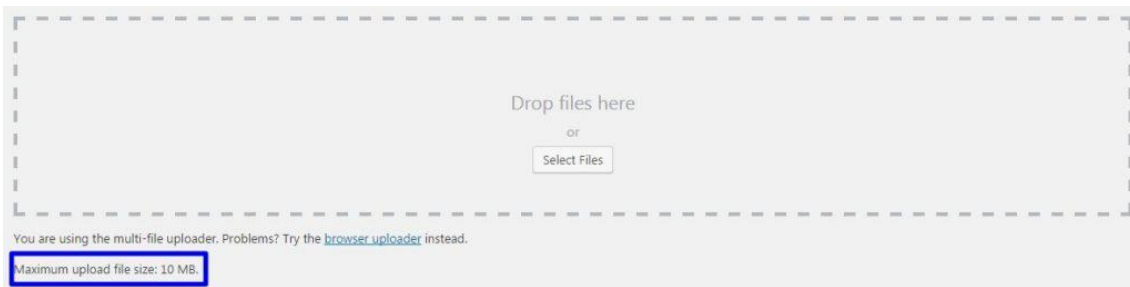 Drop files here
or
Select Files
You are using the multi-file uploader. Problems? Try the browser uploader instead.
Maximum upload file size: 10 MB.